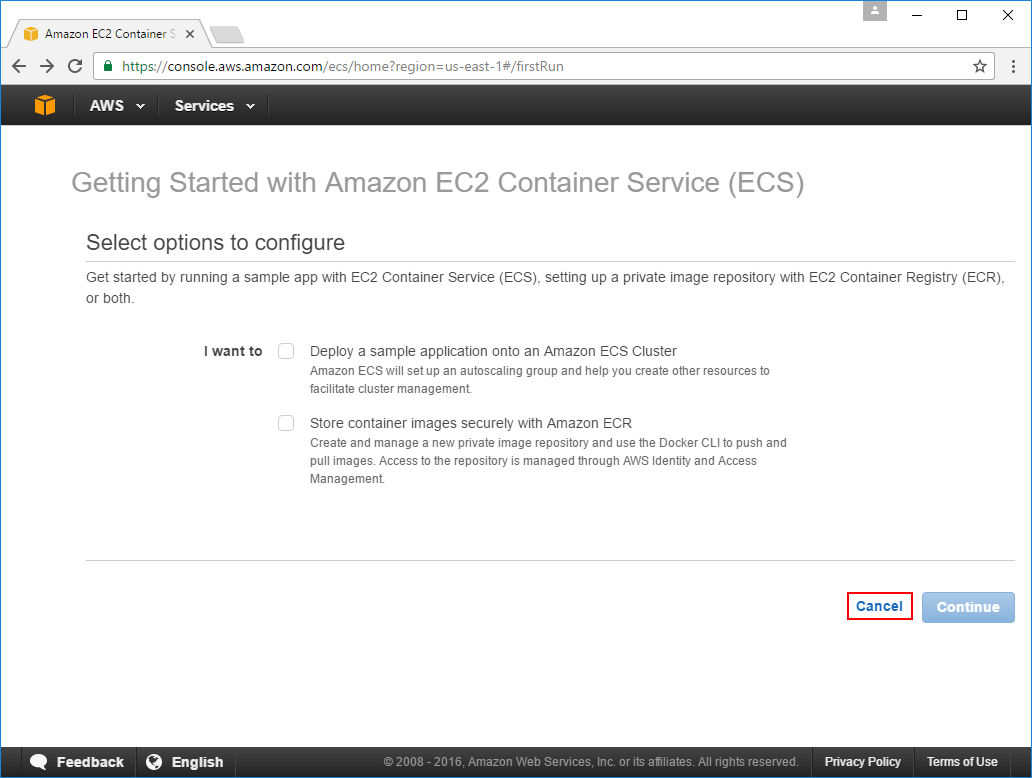 Amazon EC2 Container S
https://console.aws.amazon.com/ecs/home?region=us-east-1#/firstRun
AWS Services
Getting Started with Amazon EC2 Container Service (ECS)
Select options to configure
Get started by running a sample app with EC2 Container Service (ECS), setting up a private image repository with EC2 Container Registry (ECR),
or both.
I want to Deploy a sample application onto an Amazon ECS Cluster
Amazon ECS will set up an autoscaling group and help you create other resources to
facilitate cluster management.
Store container images securely with Amazon ECR
Create and manage a new private image repository and use the Docker CLI to push and
pull images. Access to the repository is managed through AWS Identity and Access
Management.
Cancel Continue
Feedback English © 2008 - 2016, Amazon Web Services, Inc. or its affiliates. All rights reserved. Privacy Policy Terms of Use